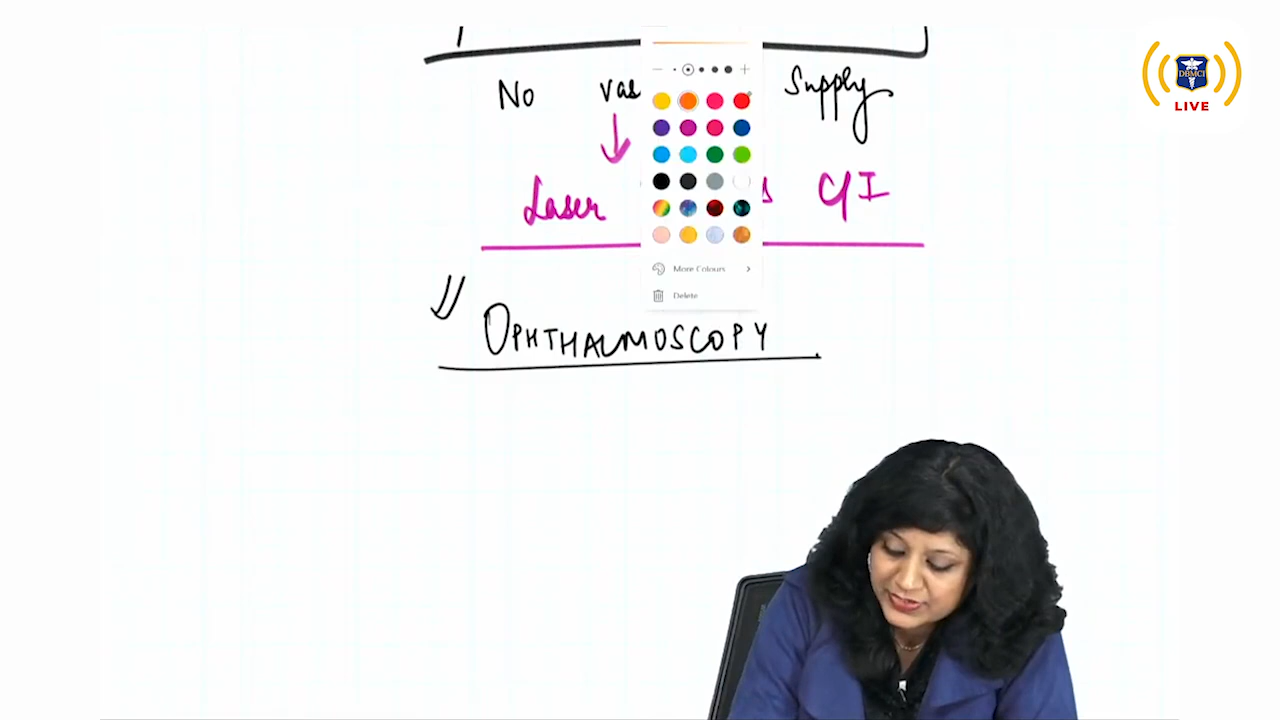 No vas Supply
Laser s CI
// OPHTHALMOSCOPY
More Colours
Delete
DBMCI
LIVE